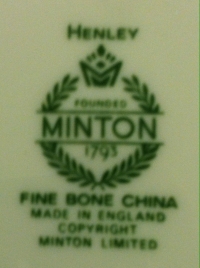 HENLEY
FOUNDED
MINTON
1793
FINE BONE CHINA
MADE IN ENGLAND
COPYRIGHT
MINTON LIMITED